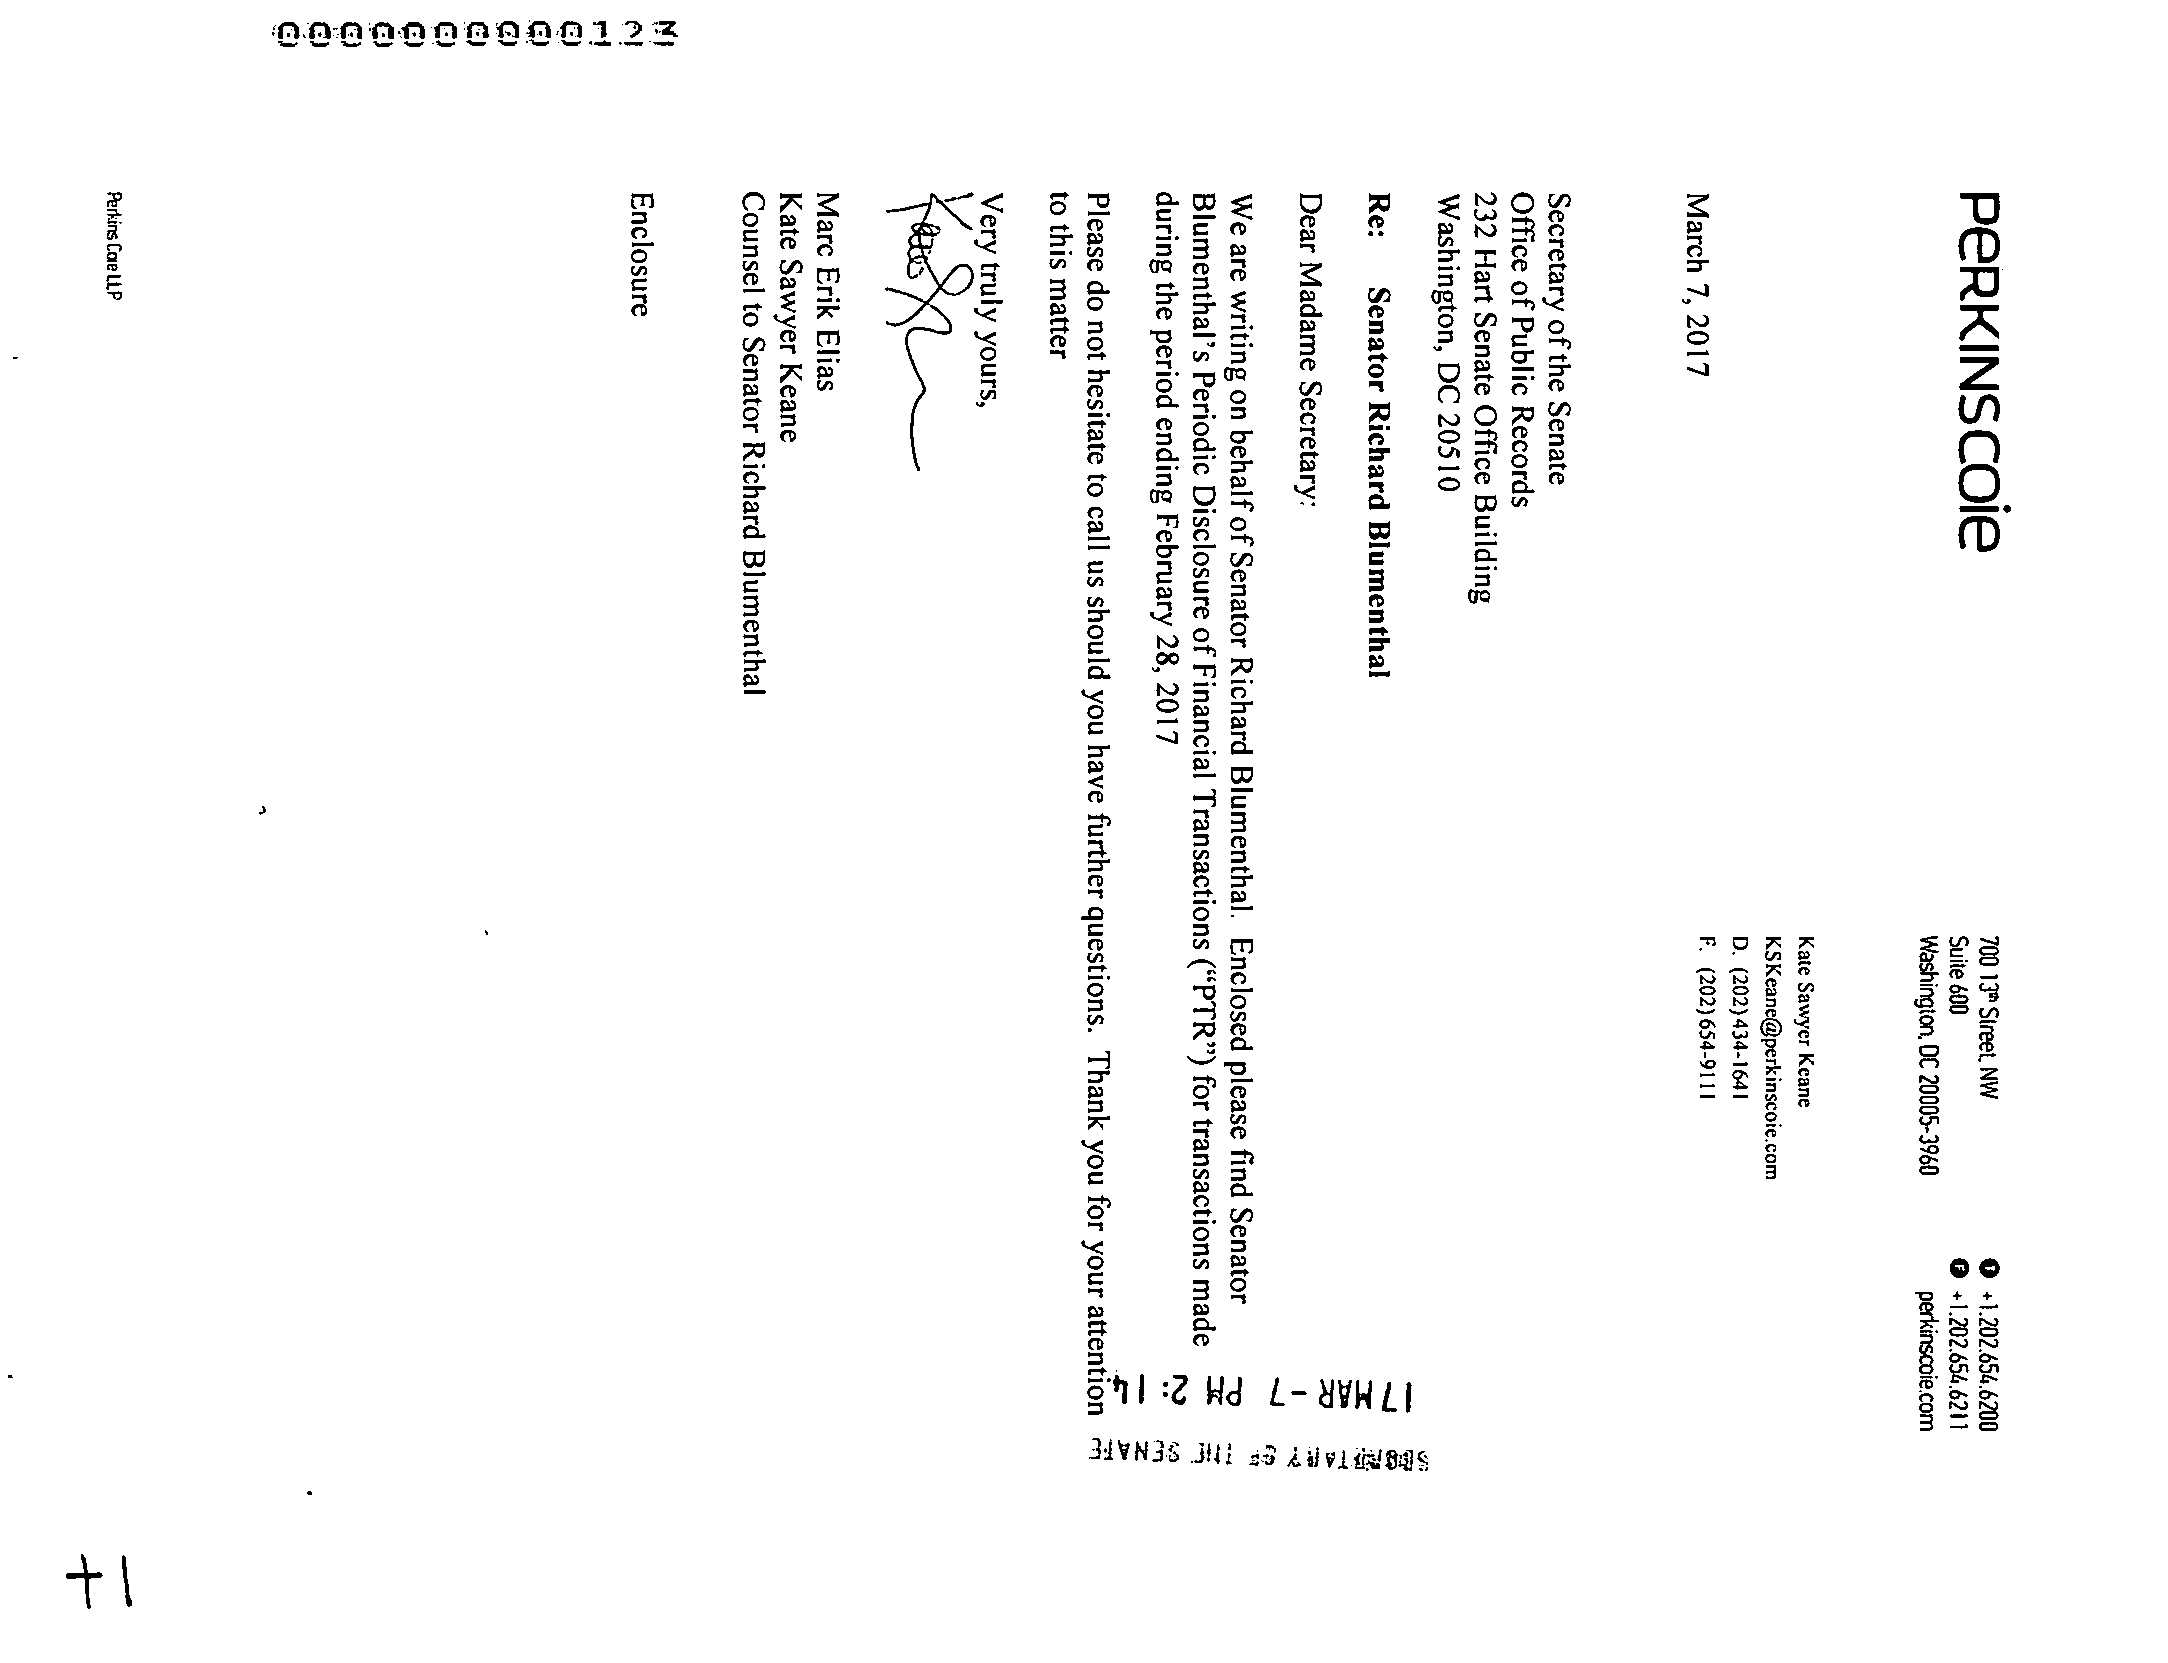 PERKINSCOIE
700 13th Street, NW
Suite 600
Washington, DC 20005-3960
+1.202.654.6200
+1.202.654.6211
perkinscoie.com
March 7, 2017
Kate Sawyer Keane
KSKeane@perkinscoie.com
D. (202) 434-1641
F. (202) 654-9111
Secretary of the Senate
Office of Public Records
232 Hart Senate Office Building
Washington, DC 20510
Re: Senator Richard Blumenthal
Dear Madame Secretary:
We are writing on behalf of Senator Richard Blumenthal. Enclosed please find Senator
Blumenthal's Periodic Disclosure of Financial Transactions ("PTR") for transactions made
during the period ending February 28, 2017
Please do not hesitate to call us should you have further questions. Thank you for your attention
to this matter
Very truly yours,
Marc Erik Elias
Kate Sawyer Keane
Counsel to Senator Richard Blumenthal
Enclosure
Perkins Coie LLP
SECRETARY OF THE SENATE
17 MAR -7 PM 2:14
+1